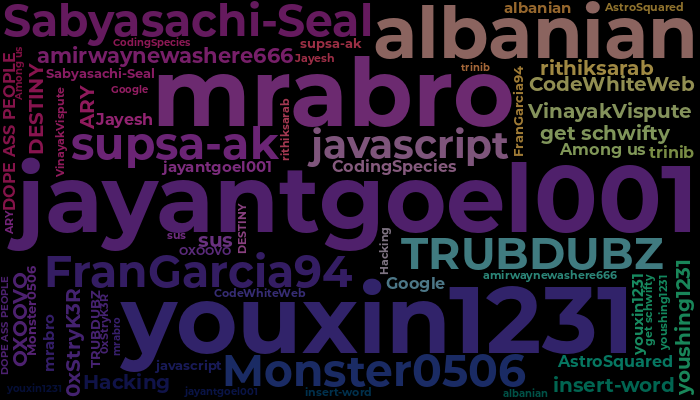 Sabyasachi-Seal
albanian
albanian
AstroSquared
CodingSpecies
supsa-ak
amirwaynewashere666
Jayesh
trinib
rithiksarab
Among us
DOPE ASS PEOPLE
DESTINY
Sabyasachi-Seal
Google
VinayakVispute
ARY
Jayesh
mrabro
FranGarcia94
CodeWhiteWeb
VinayakVispute
get schwifty
Among us
trinib
supsa-ak
rithiksarab
javascript
jayantgoel001
CodingSpecies
jayantgoel001
ARY
sus
sus
OXOOVO
DESTINY
Hacking
TRUBDUBZ
FranGarcia94
Google
amirwaynewashere666
DOPE ASS PEOPLE
OXOOVO
Monster0506
mrabro
0xStryK3R
TRUBDUBZ
0xStryK3R
mrabro
CodeWhiteWeb
youxin1231
youxin1231
get schwifty
youshing1231
youshing1231
Monster0506
javascript
AstroSquared
youxin1231
Hacking
jayantgoel001
insert-word
albanian
insert-word